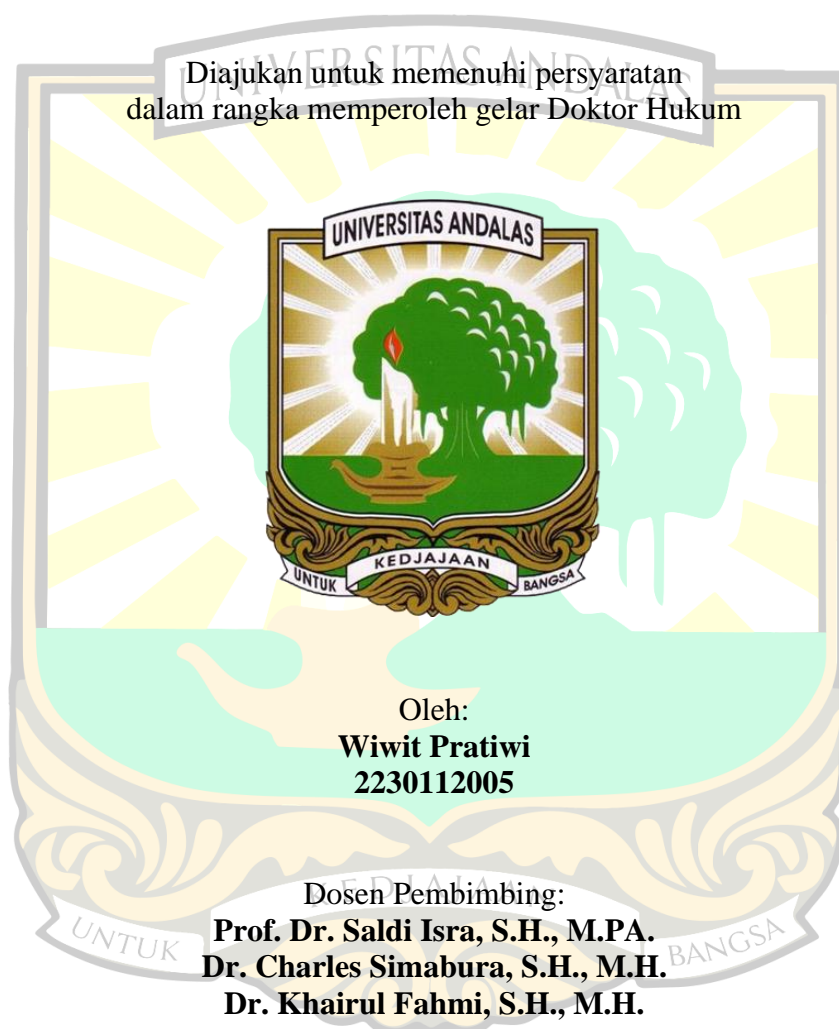 UNIVERSITAS ANDALAS
Diajukan untuk memenuhi persyaratan
dalam rangka memperoleh gelar Doktor Hukum
UNIVERSITAS ANDALAS
UNTUK KEDJAJAAN BANGSA
Oleh:
Wiwit Pratiwi
2230112005
Dosen Pembimbing:
KEDJAJAAN
Prof. Dr. Saldi Isra, S.H., M.PA.
UNTUK BANGSA
Dr. Charles Simabura, S.H., M.H.
Dr. Khairul Fahmi, S.H., M.H.